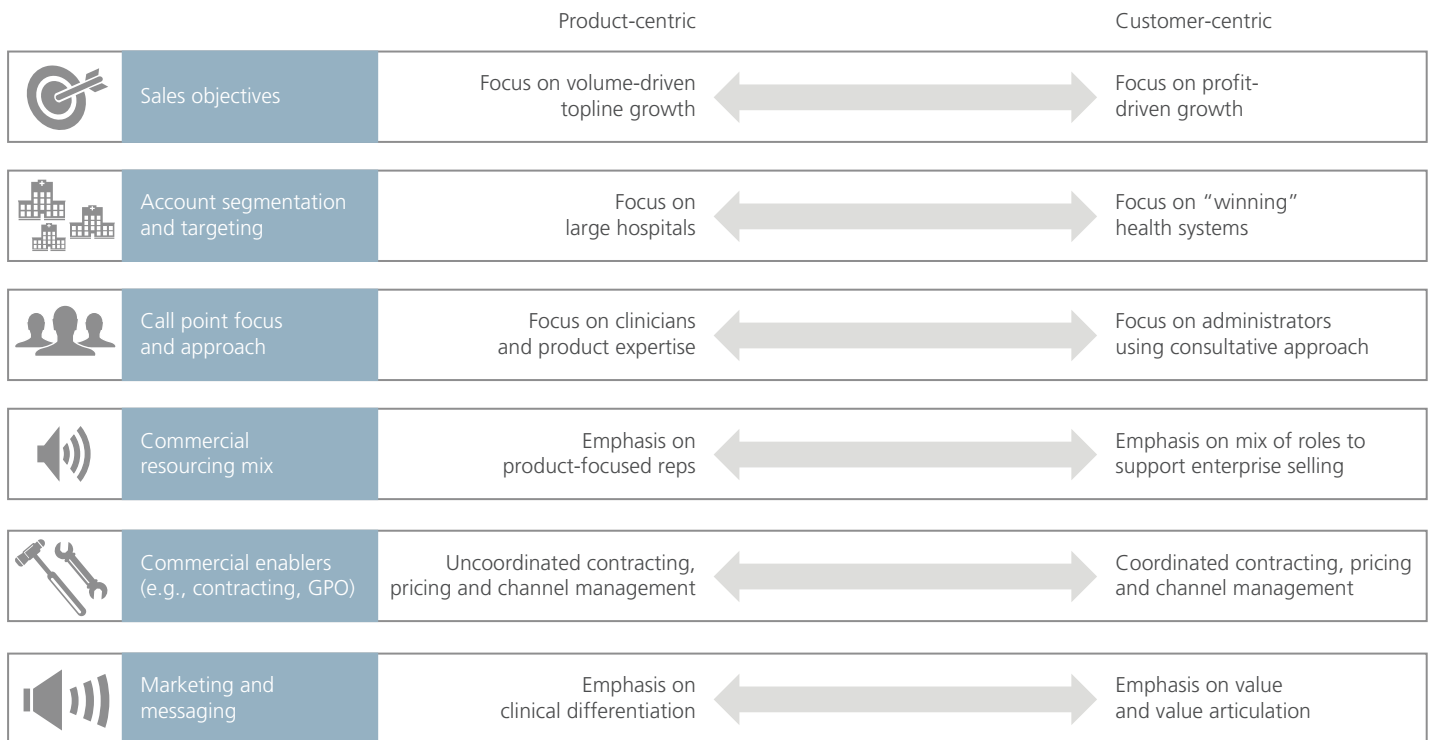 Product-centric
Customer-centric
Sales objectives
Focus on volume-driven
topline growth
Focus on profit-
driven growth
Account segmentation
and targeting
Focus on
large hospitals
Focus on “winning”
health systems
Call point focus
and approach
Focus on clinicians
and product expertise
Focus on administrators
using consultative approach
Commercial
resourcing mix
Emphasis on
product-focused reps
Emphasis on mix of roles to
support enterprise selling
Commercial enablers
(e.g., contracting, GPO)
Uncoordinated contracting,
pricing and channel management
Coordinated contracting, pricing
and channel management
Marketing and
messaging
Emphasis on
clinical differentiation
Emphasis on value
and value articulation